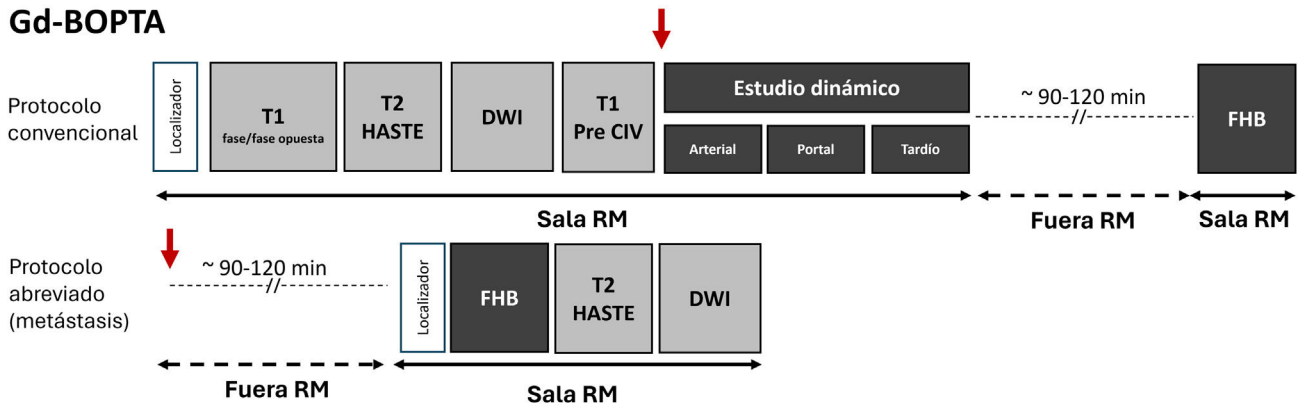 Gd-BOPTA
Protocolo
convencional
Localizador
T1
fase/fase opuesta
T2
HASTE
DWI
T1
Pre CIV
Estudio dinámico
Arterial
Portal
Tardío
~ 90-120 min
//
FHB
Sala RM
Fuera RM
Sala RM
Protocolo
abreviado
(metástasis)
~ 90-120 min
//
Localizador
FHB
T2
HASTE
DWI
Fuera RM
Sala RM